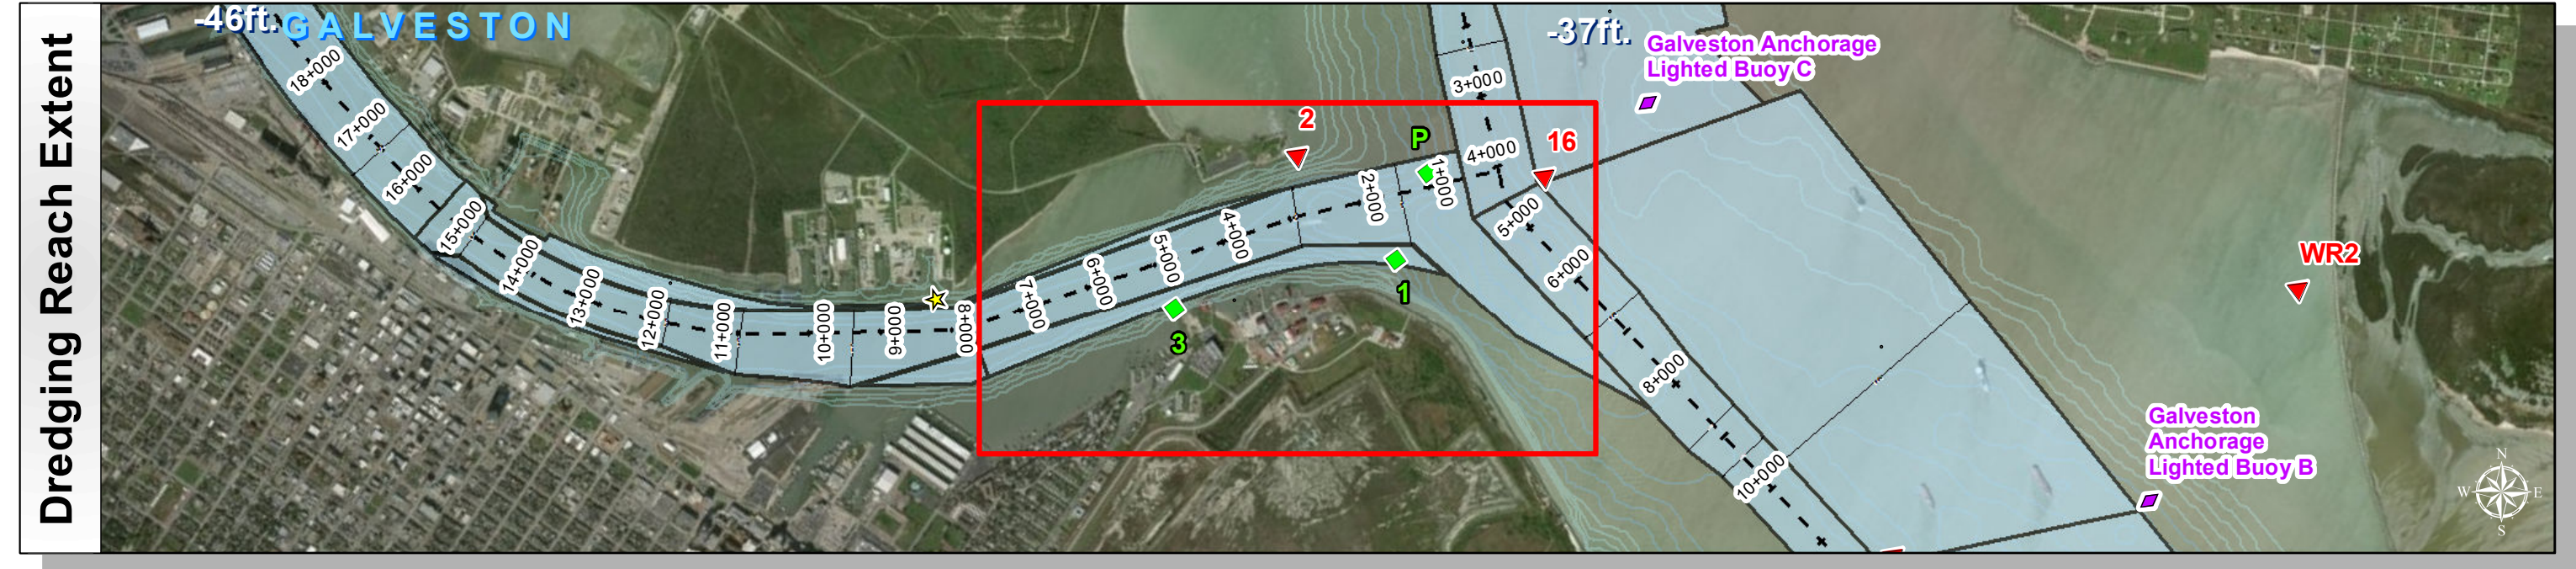 Dredging Reach Extent
-46ft.
GALVESTON
-37ft.
Galveston Anchorage
Lighted Buoy C
18+000
17+000
16+000
15+000
14+000
13+000
12+000
11+000
10+000
9+000
8+000
7+000
6+000
5+000
4+000
2+000
1+000
3+000
4+000
5+000
6+000
8+000
10+000
2
P
16
1
3
WR2
Galveston
Anchorage
Lighted Buoy B
N
W
E
S